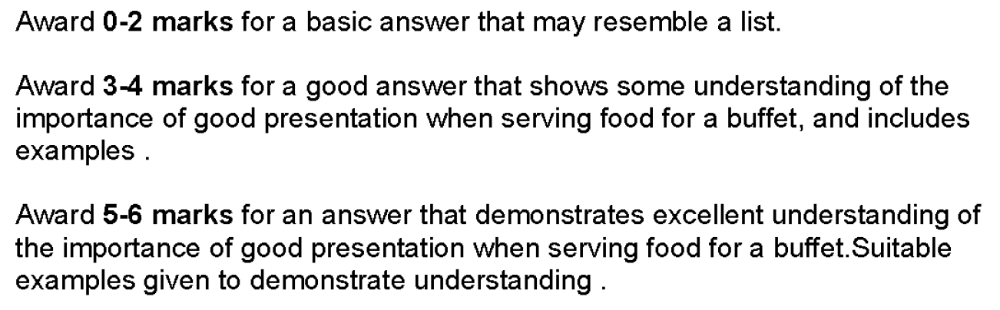 Award 0-2 marks for a basic answer that may resemble a list.
Award 3-4 marks for a good answer that shows some understanding of the
importance of good presentation when serving food for a buffet, and includes
examples .
Award 5-6 marks for an answer that demonstrates excellent understanding of
the importance of good presentation when serving food for a buffet.Suitable
examples given to demonstrate understanding .